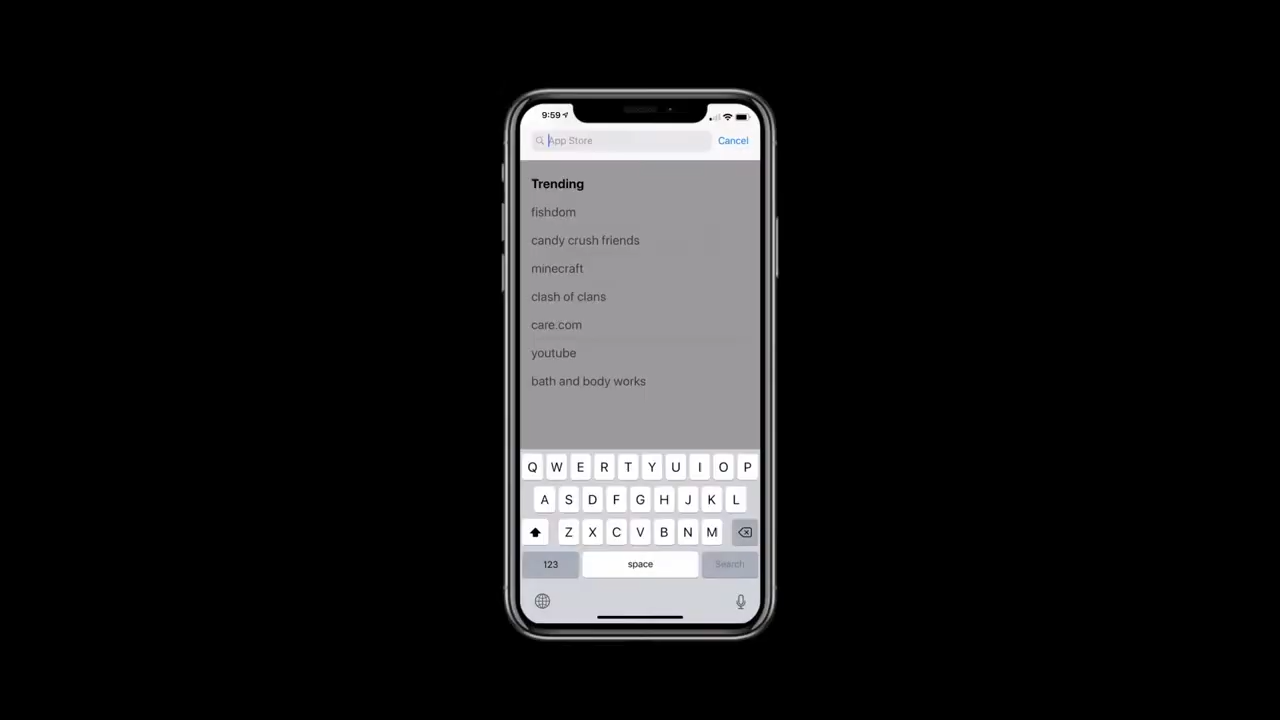 9:59
App Store
Cancel
Trending
fishdom
candy crush friends
minecraft
clash of clans
care.com
youtube
bath and body works
Q W E R T Y U I O P
A S D F G H J K L
Z X C V B N M
123 space Search